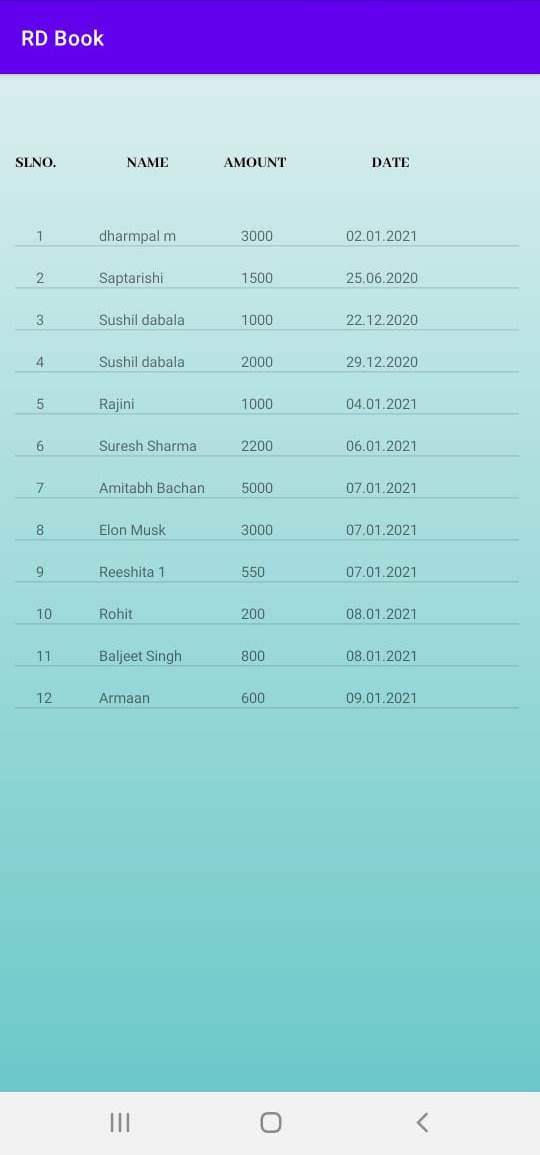 RD Book
SLNO. NAME AMOUNT DATE
1 dharmpal m 3000 02.01.2021
2 Saptarishi 1500 25.06.2020
3 Sushil dabala 1000 22.12.2020
4 Sushil dabala 2000 29.12.2020
5 Rajini 1000 04.01.2021
6 Suresh Sharma 2200 06.01.2021
7 Amitabh Bachan 5000 07.01.2021
8 Elon Musk 3000 07.01.2021
9 Reeshita 1 550 07.01.2021
10 Rohit 200 08.01.2021
11 Baljeet Singh 800 08.01.2021
12 Armaan 600 09.01.2021